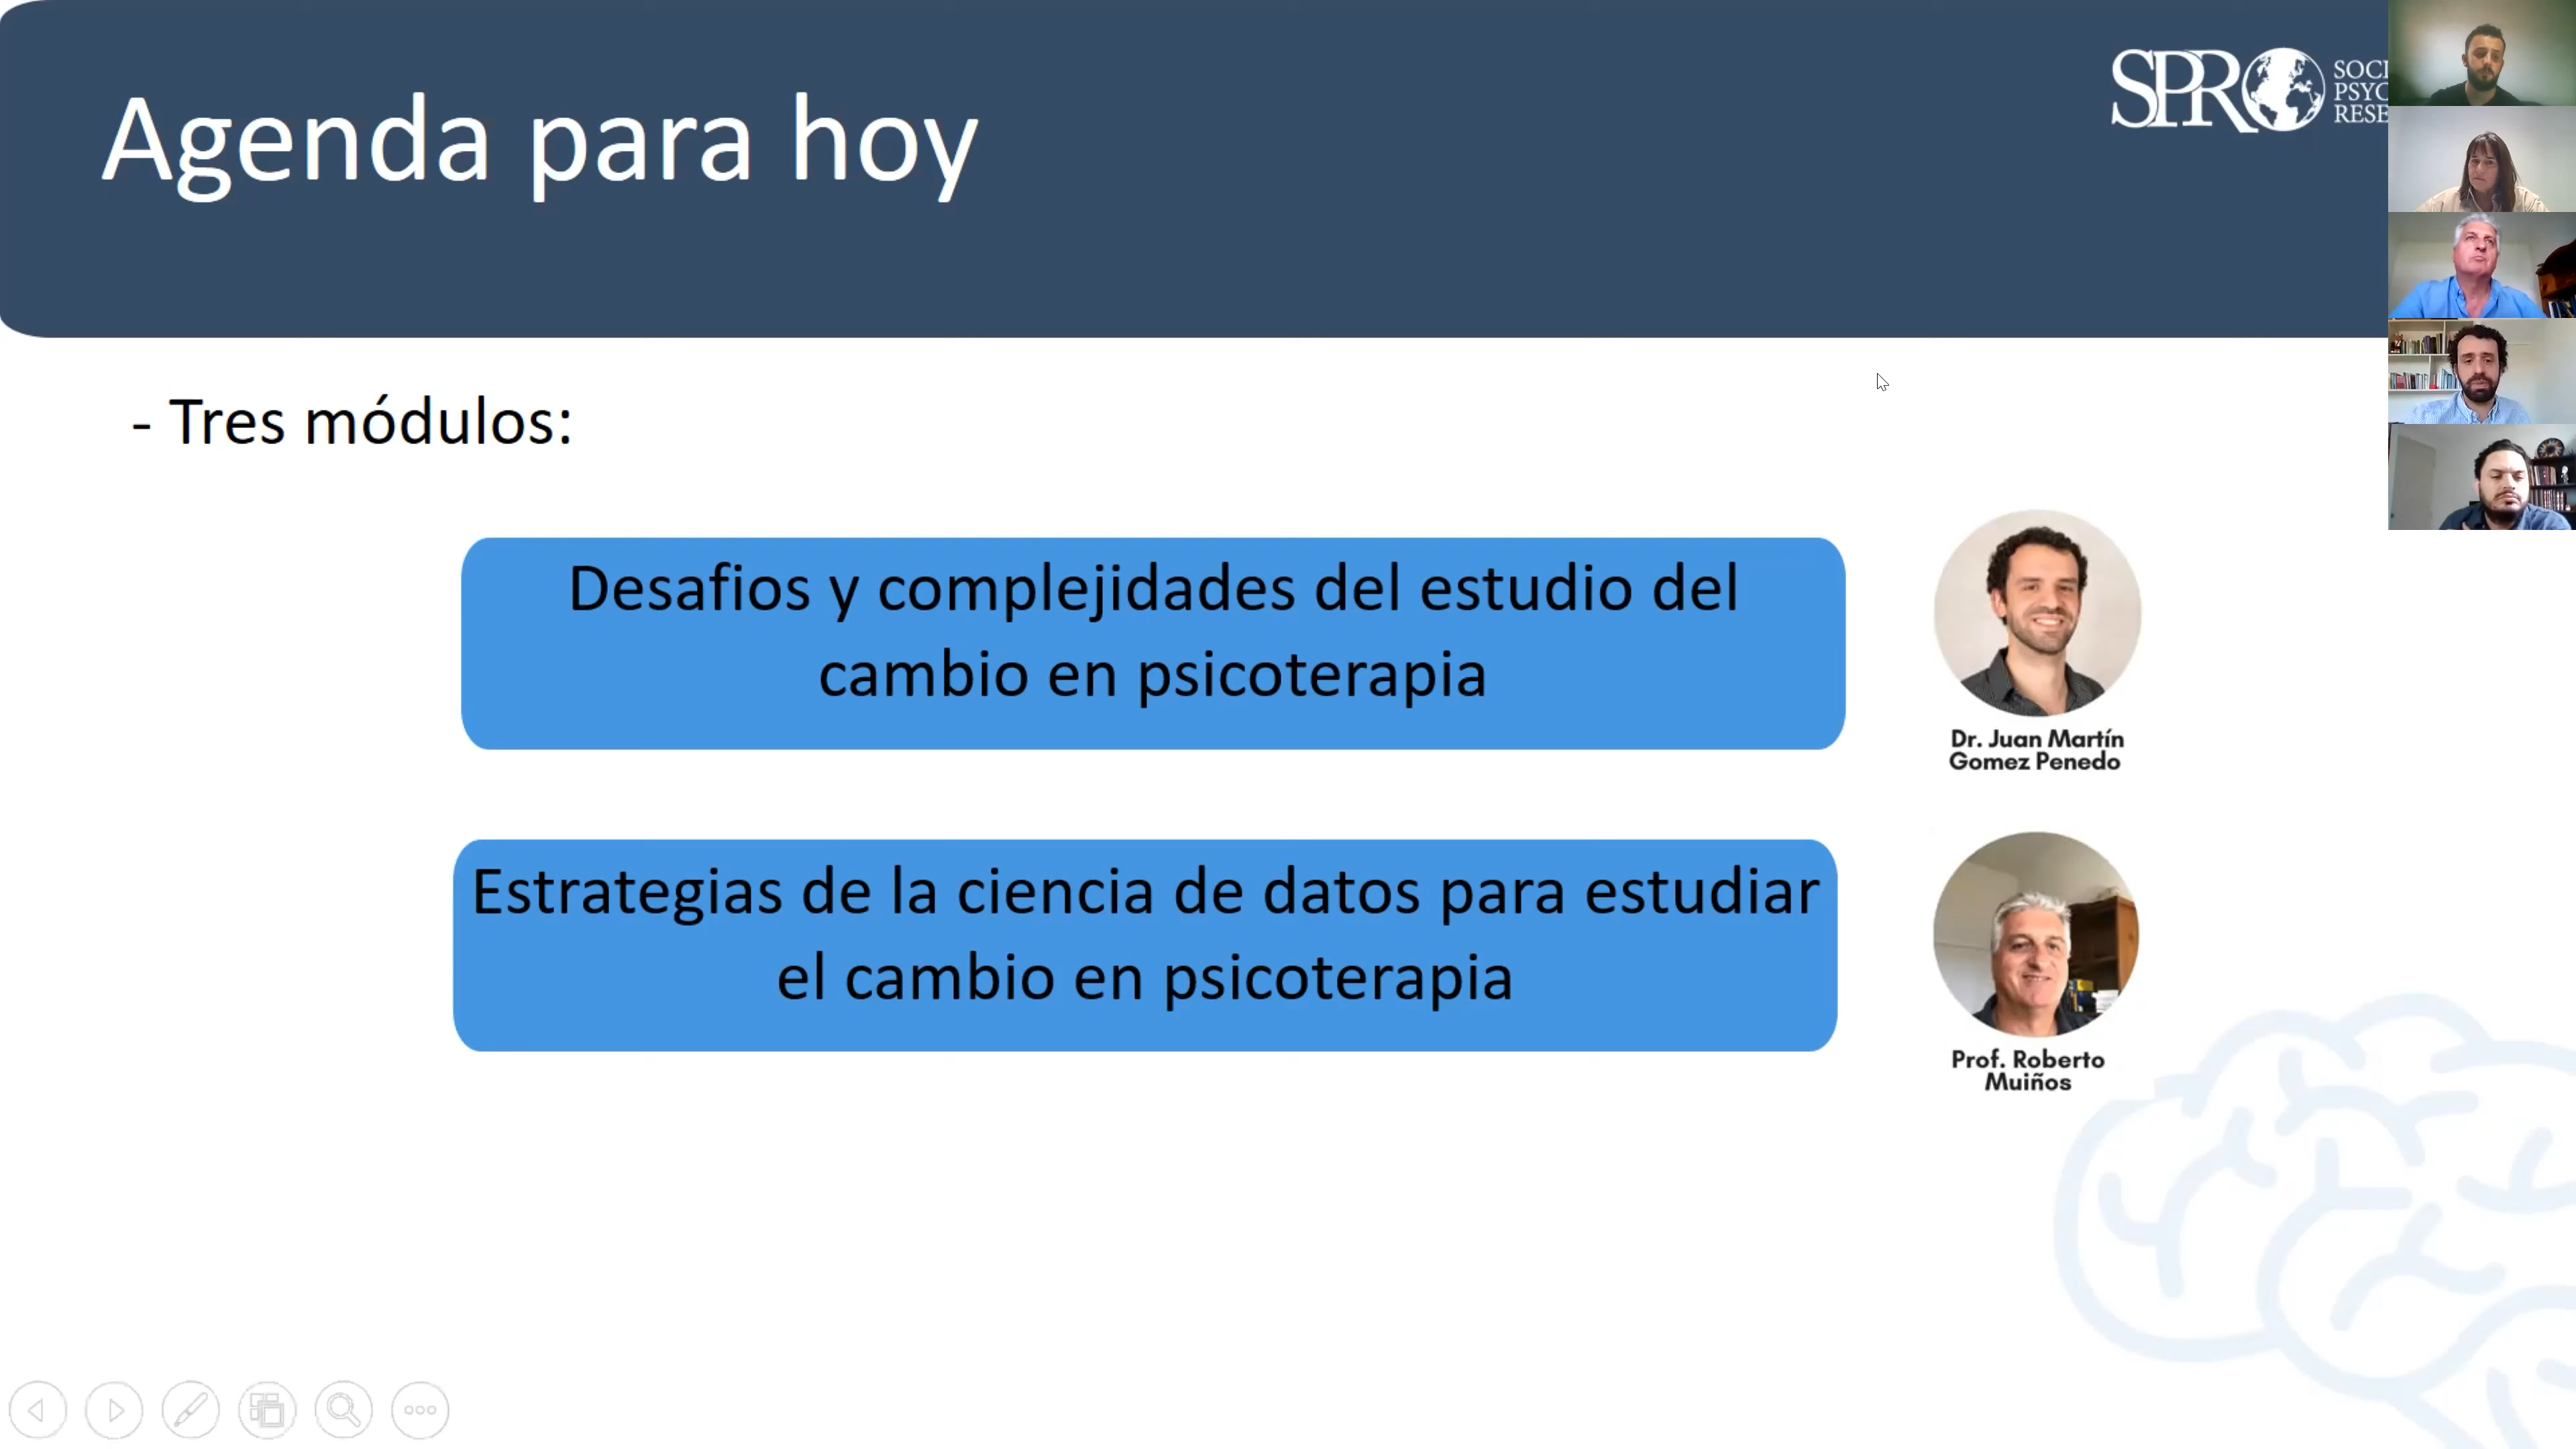 Agenda para hoy
SPR
SOCI
PSYC
RESE
- Tres módulos:
Desafios y complejidades del estudio del
cambio en psicoterapia
Dr. Juan Martín
Gomez Penedo
Estrategias de la ciencia de datos para estudiar
el cambio en psicoterapia
Prof. Roberto
Muiños